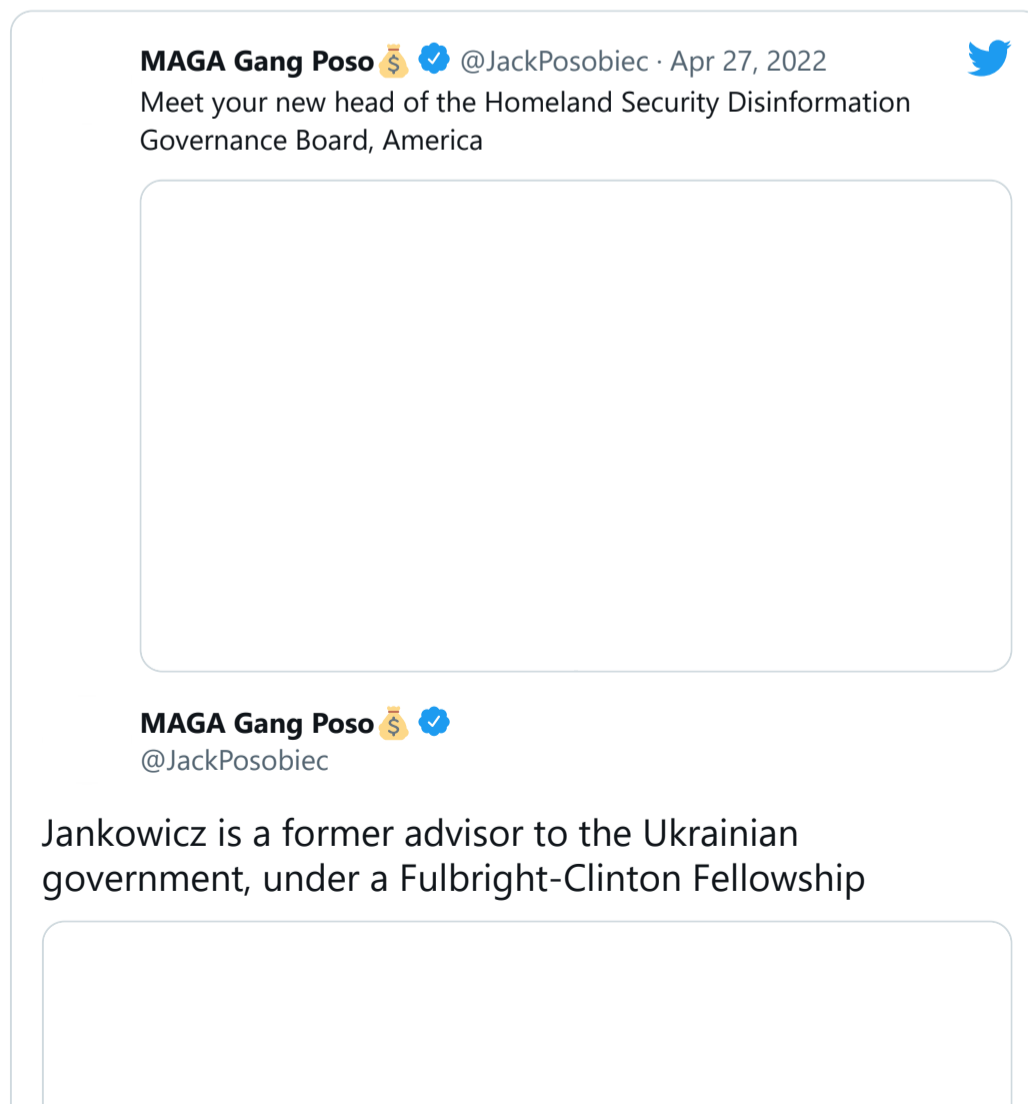 MAGA Gang Poso💰 @JackPosobiec · Apr 27, 2022
Meet your new head of the Homeland Security Disinformation
Governance Board, America
MAGA Gang Poso💰
@JackPosobiec
Jankowicz is a former advisor to the Ukrainian
government, under a Fulbright-Clinton Fellowship